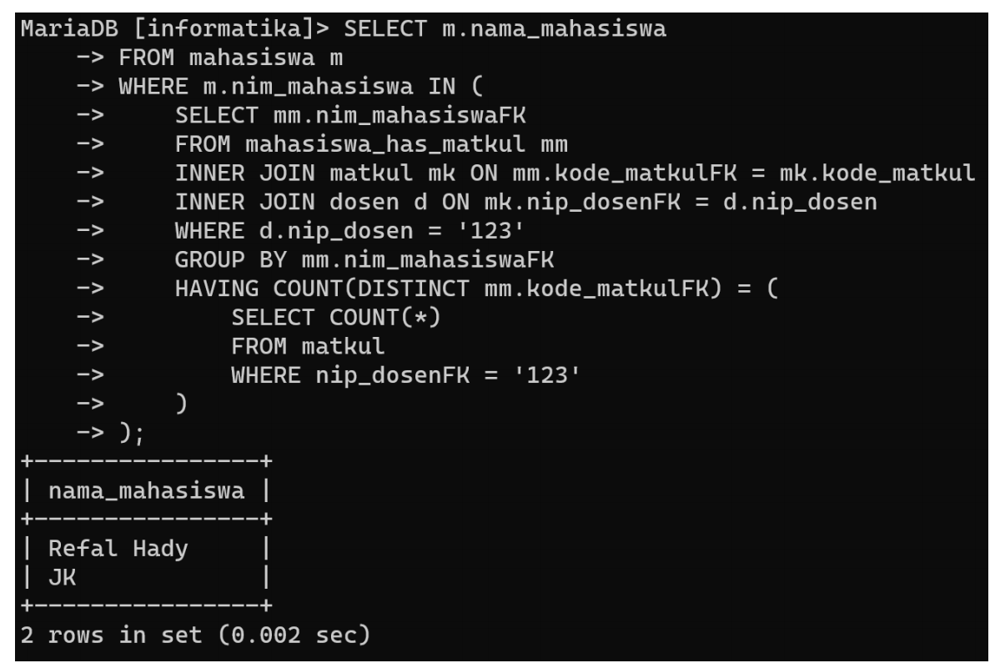 MariaDB [informatika]> SELECT m.nama_mahasiswa
    -> FROM mahasiswa m
    -> WHERE m.nim_mahasiswa IN (
    ->     SELECT mm.nim_mahasiswaFK
    ->     FROM mahasiswa_has_matkul mm
    ->     INNER JOIN matkul mk ON mm.kode_matkulFK = mk.kode_matkul
    ->     INNER JOIN dosen d ON mk.nip_dosenFK = d.nip_dosen
    ->     WHERE d.nip_dosen = '123'
    ->     GROUP BY mm.nim_mahasiswaFK
    ->     HAVING COUNT(DISTINCT mm.kode_matkulFK) = (
    ->         SELECT COUNT(*)
    ->         FROM matkul
    ->         WHERE nip_dosenFK = '123'
    ->     )
    -> );
+----------------+
| nama_mahasiswa |
+----------------+
| Refal Hady     |
| JK             |
+----------------+
2 rows in set (0.002 sec)